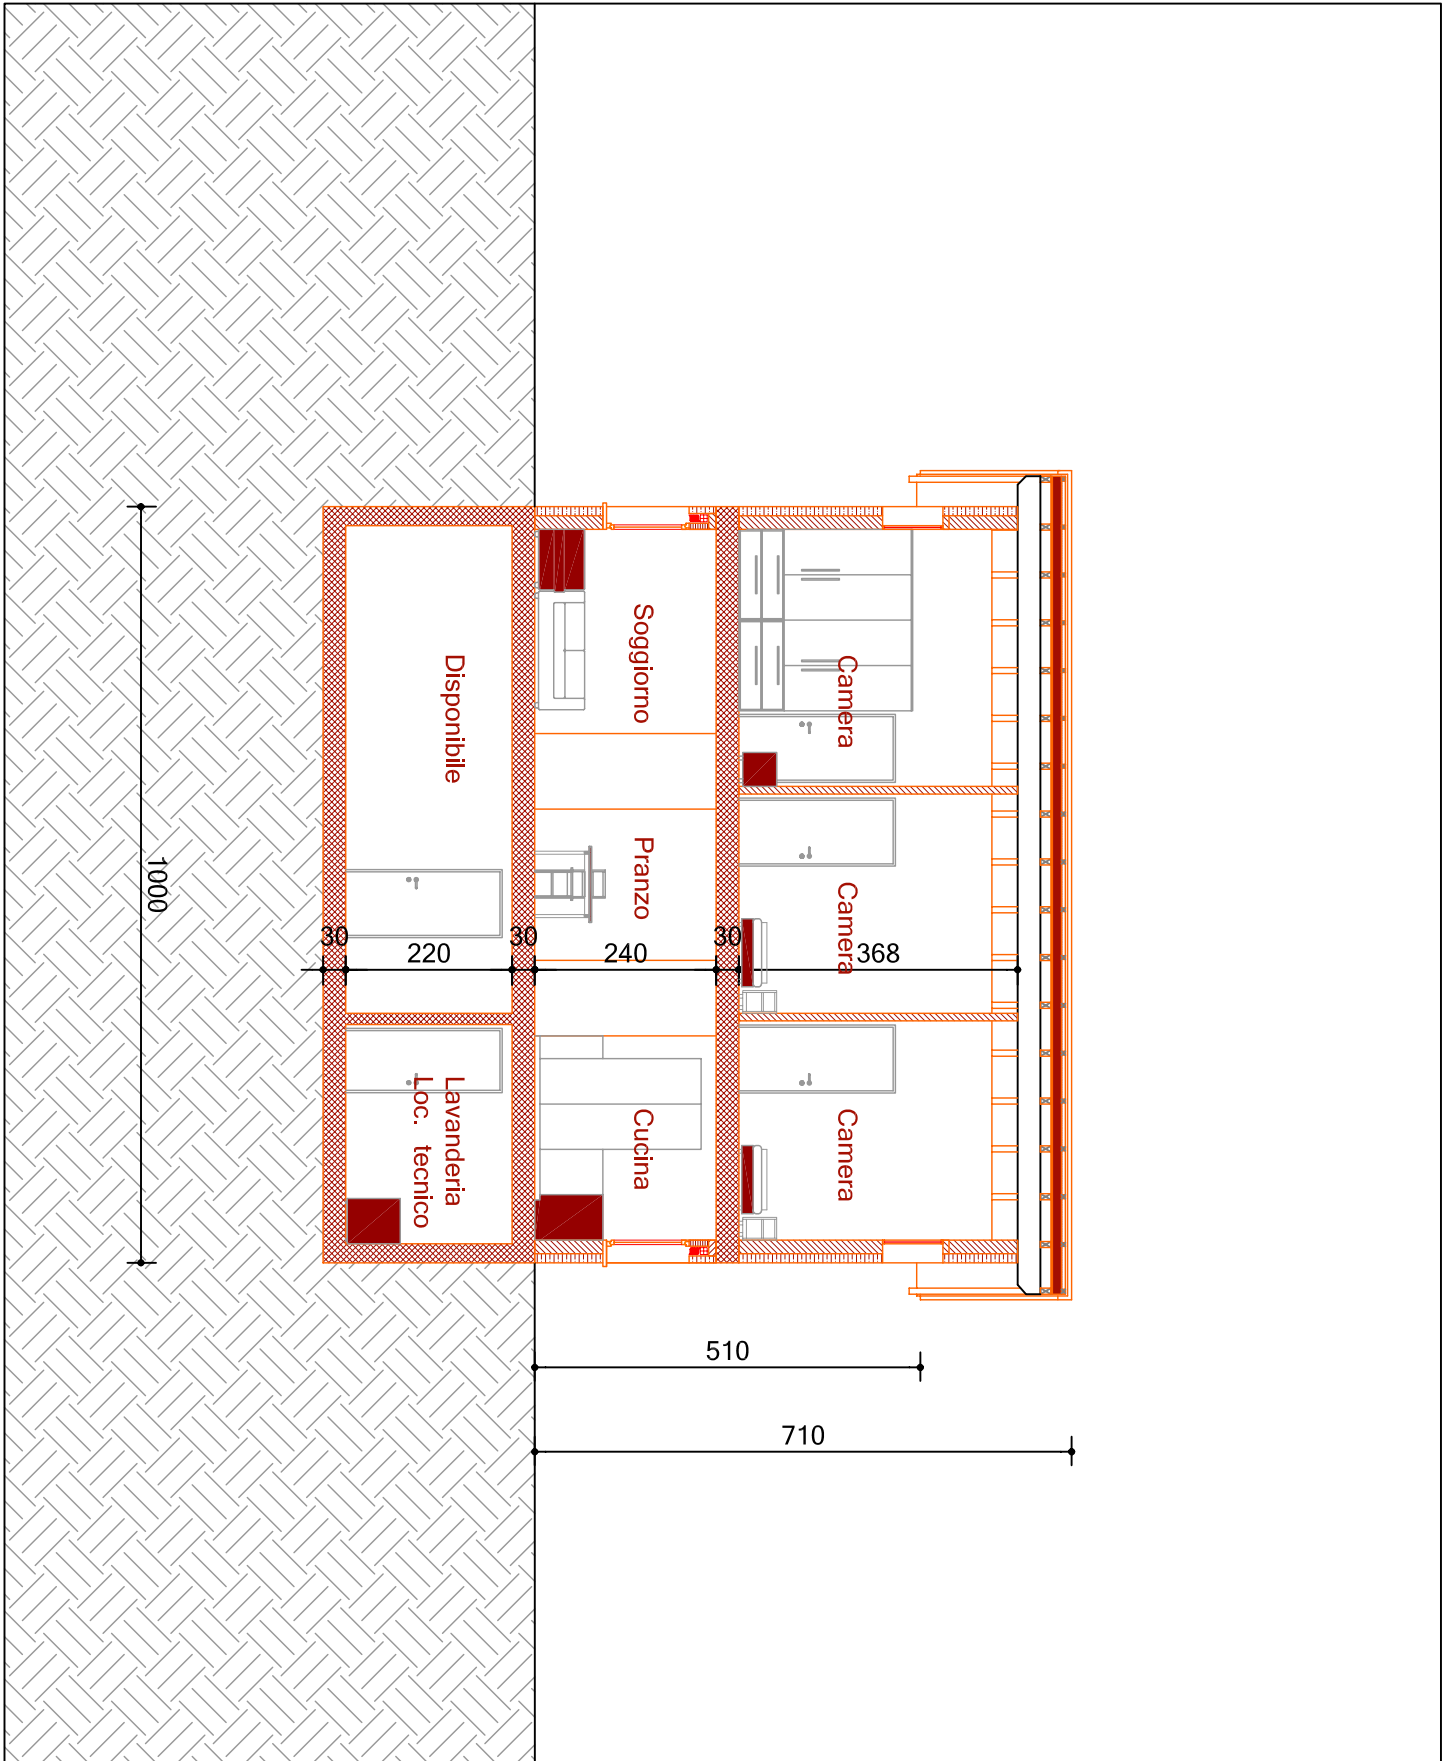 Camera
Camera
Camera
Soggiorno
Pranzo
Cucina
Disponibile
Lavanderia
Loc. tecnico
30
220
30
240
30
368
1000
510
710